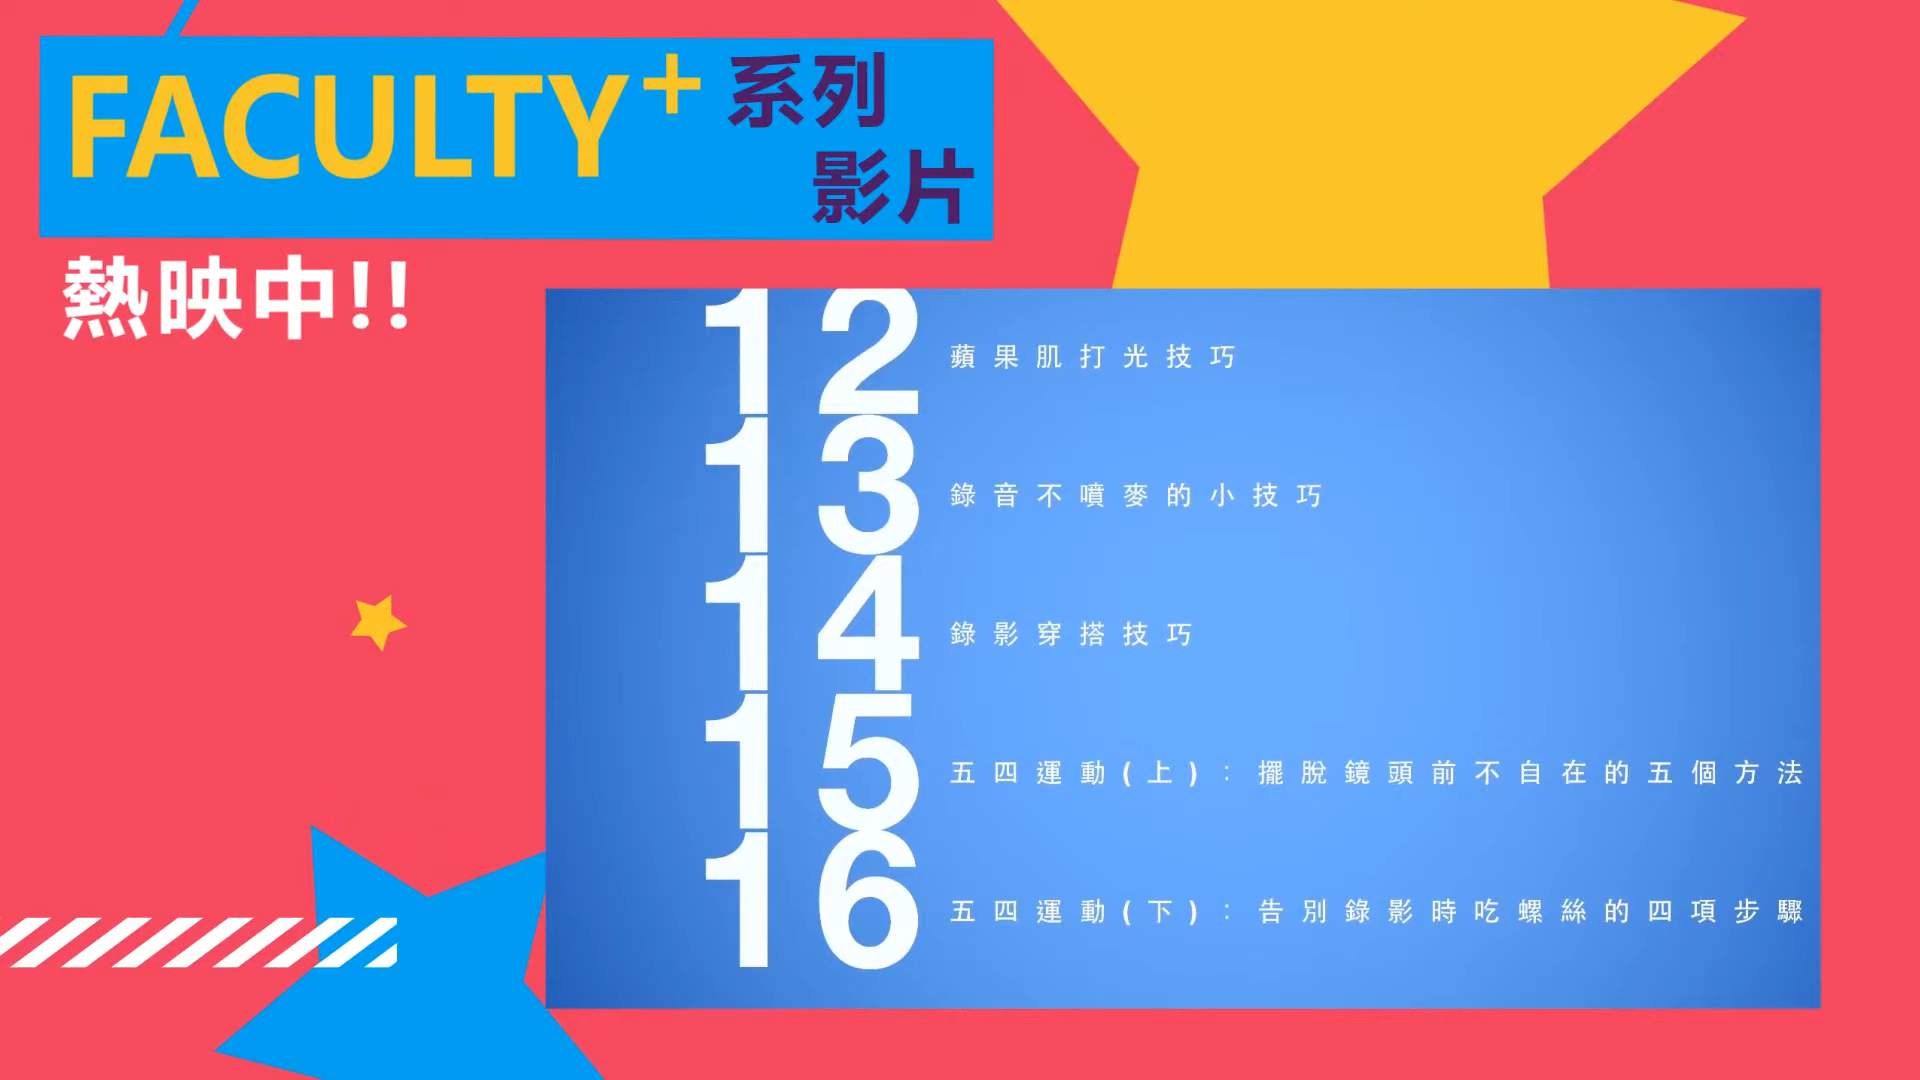 FACULTY+ 系列
影片
熱映中!!
12 蘋果肌打光技巧
13 錄音不噴麥的小技巧
14 錄影穿搭技巧
15 五四運動(上):擺脫鏡頭前不自在的五個方法
16 五四運動(下):告別錄影時吃螺絲的四項步驟